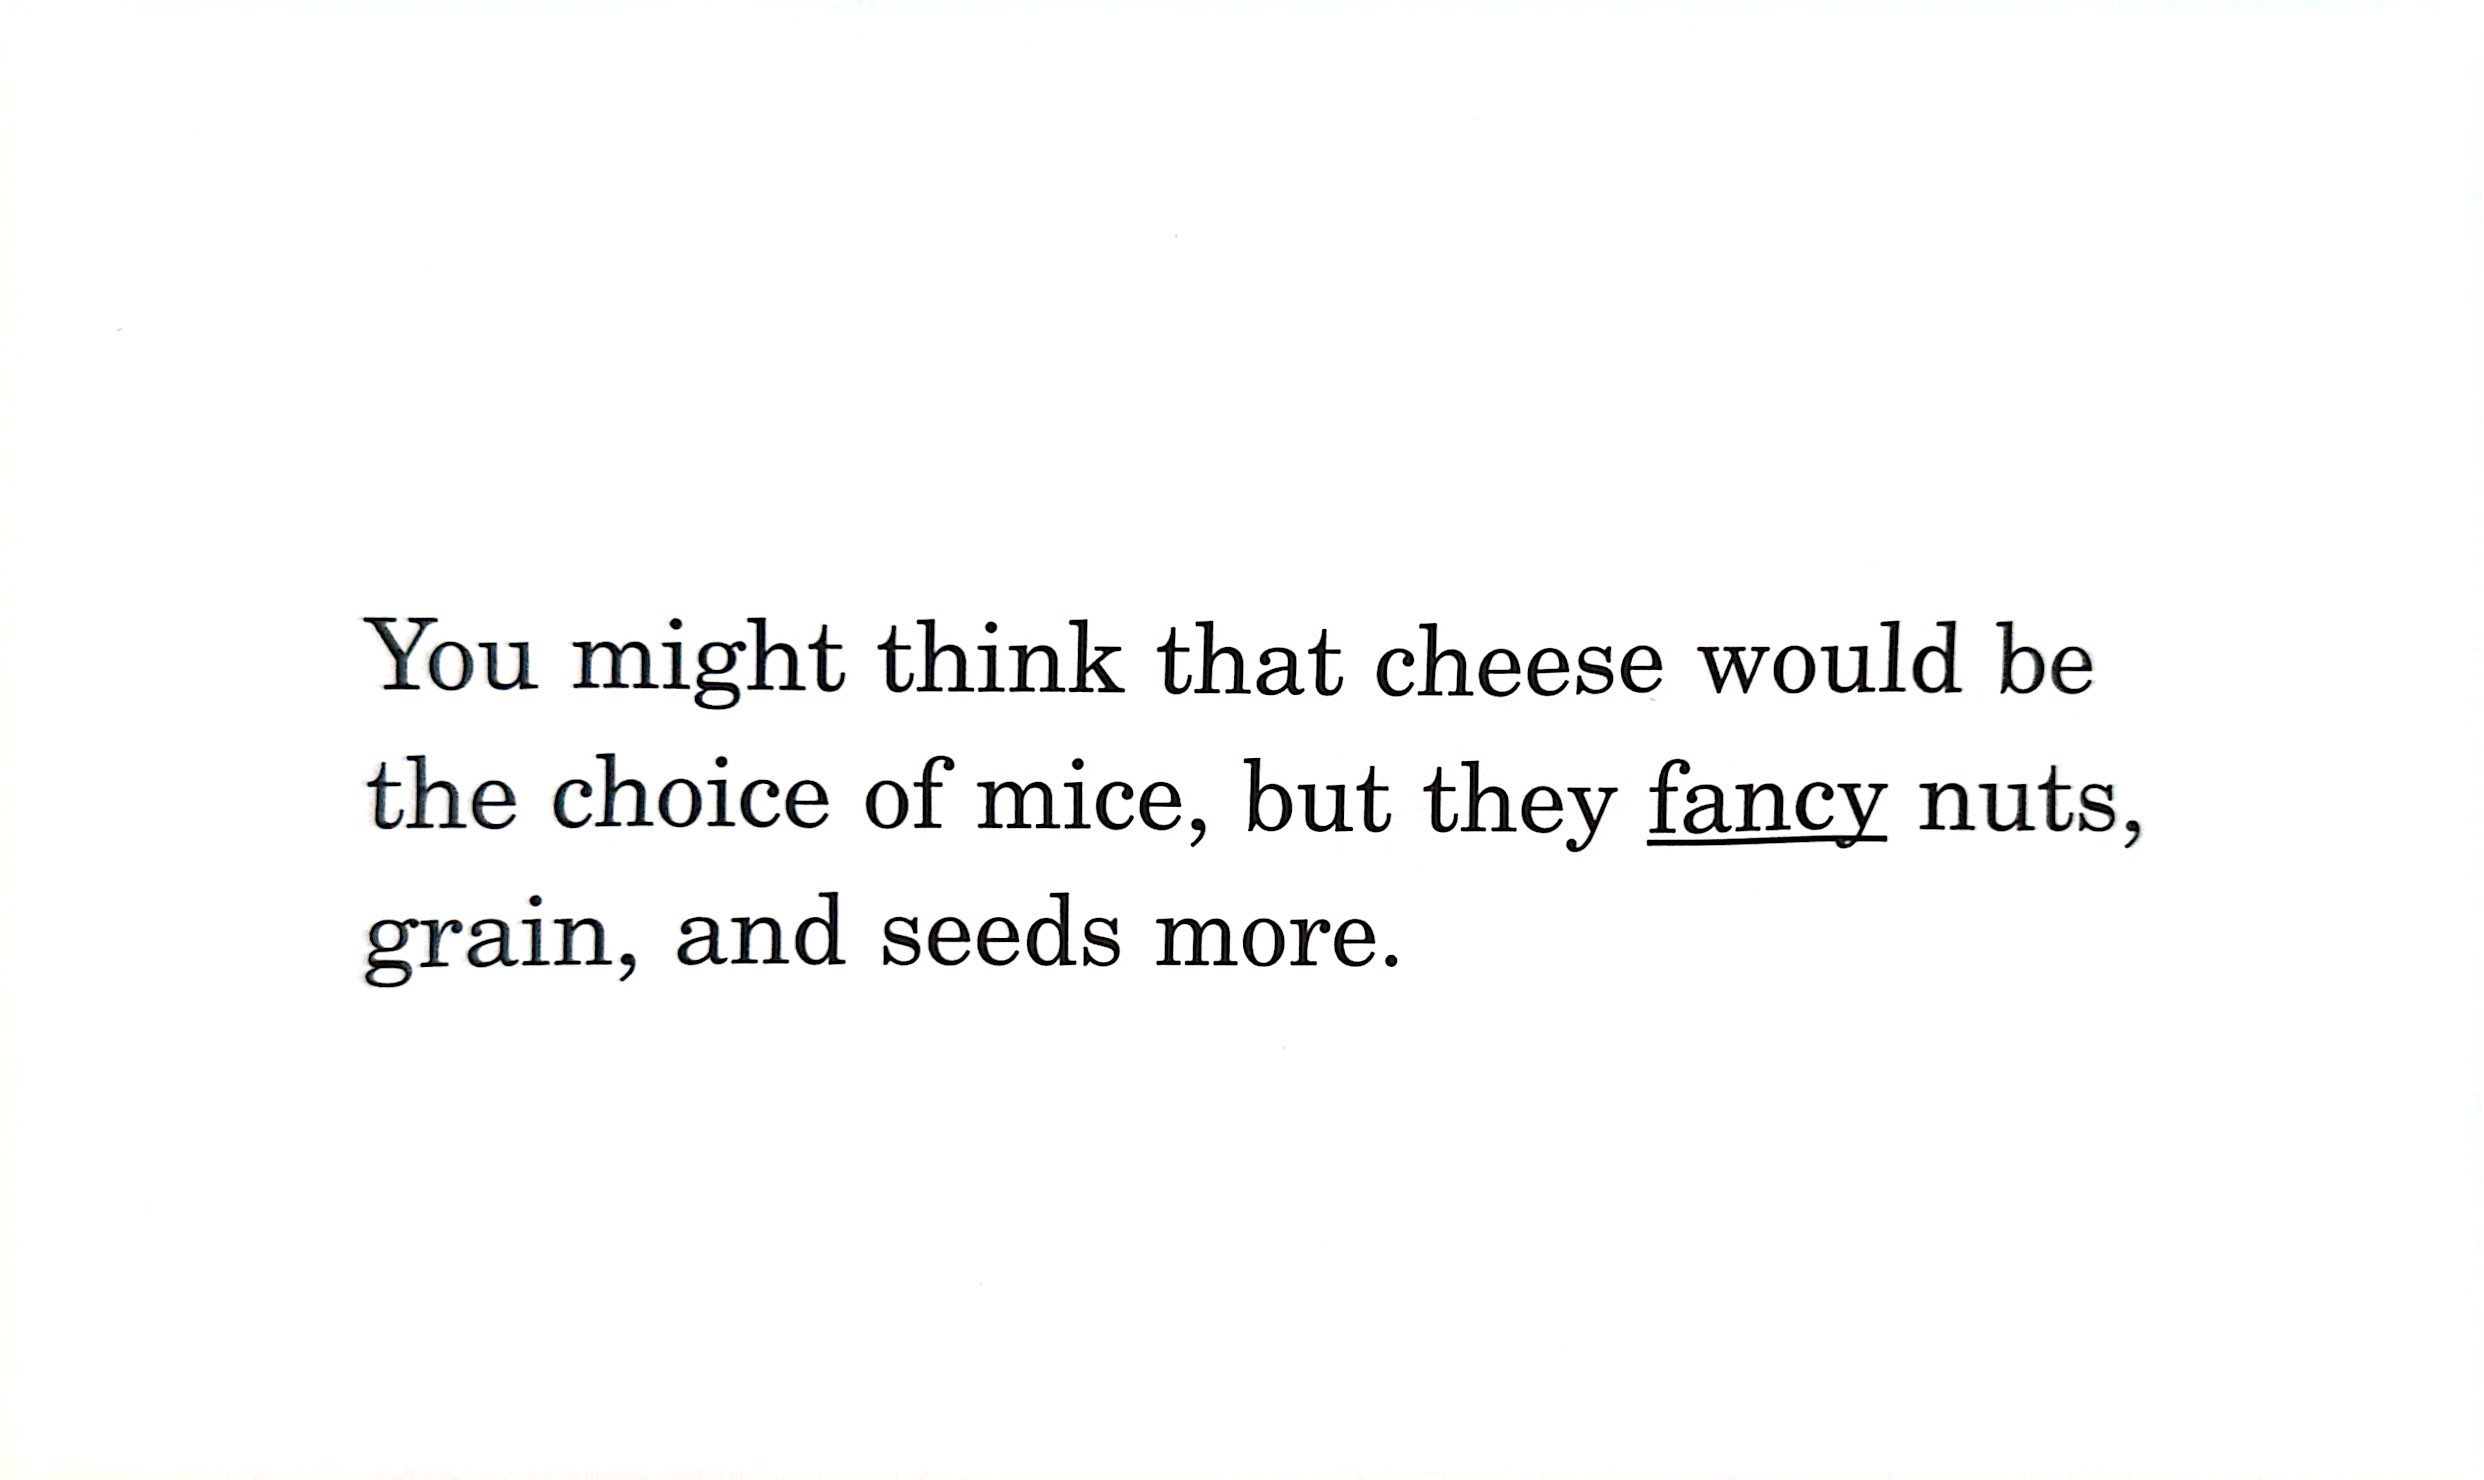 You might think that cheese would be
the choice of mice, but they fancy nuts,
grain, and seeds more.